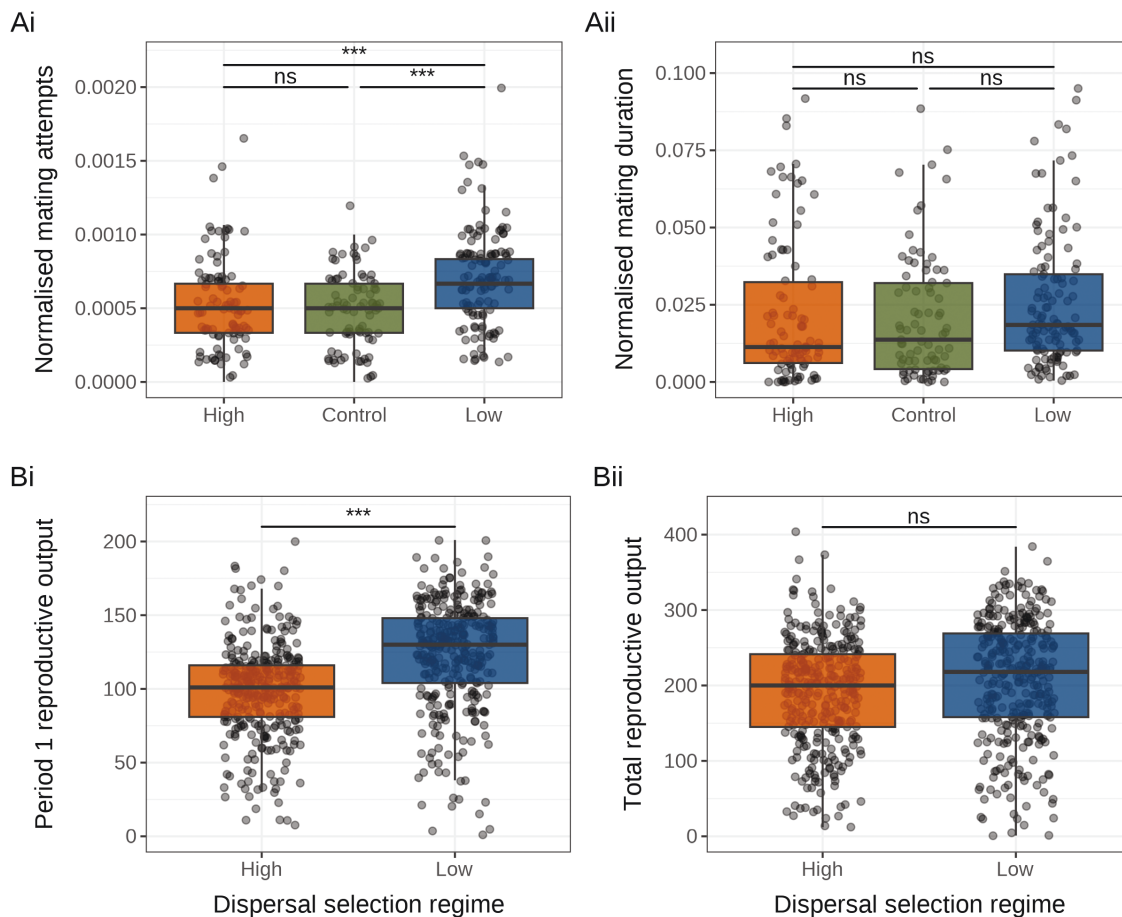 Ai
Normalised mating attempts
0.0020
0.0015
0.0010
0.0005
0.0000
***
ns
***
High
Control
Low
Aii
Normalised mating duration
0.100
0.075
0.050
0.025
0.000
ns
ns
ns
High
Control
Low
Bi
Period 1 reproductive output
200
150
100
50
0
***
High
Low
Dispersal selection regime
Bii
Total reproductive output
400
300
200
100
0
ns
High
Low
Dispersal selection regime